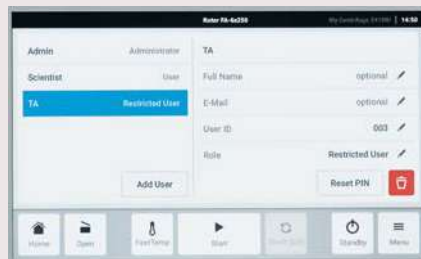 Rotor FA-6x250
14:50
Admin Administrator
Scientist User
TA Restricted User
Add User
TA
Full Name optional
E-Mail optional
User ID 003
Role Restricted User
Reset PIN
Home
Open
FastTemp
Start
Standby
Menu